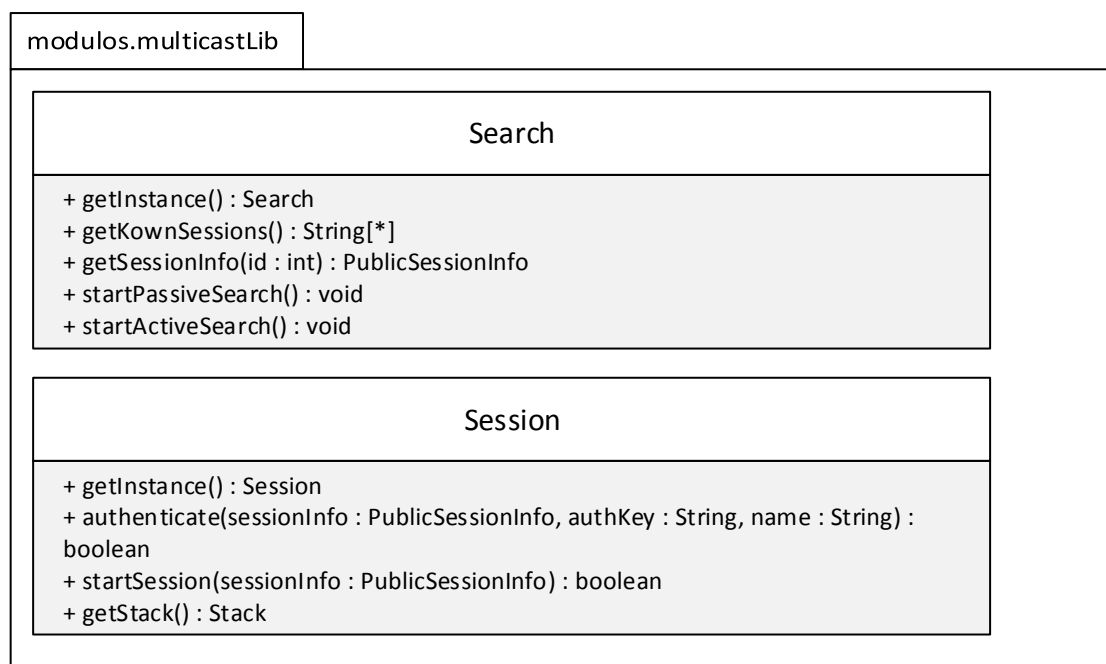 modulos.multicastLib
Search
+ getInstance() : Search
+ getKownSessions() : String[*]
+ getSessionInfo(id : int) : PublicSessionInfo
+ startPassiveSearch() : void
+ startActiveSearch() : void
Session
+ getInstance() : Session
+ authenticate(sessionInfo : PublicSessionInfo, authKey : String, name : String) :
boolean
+ startSession(sessionInfo : PublicSessionInfo) : boolean
+ getStack() : Stack